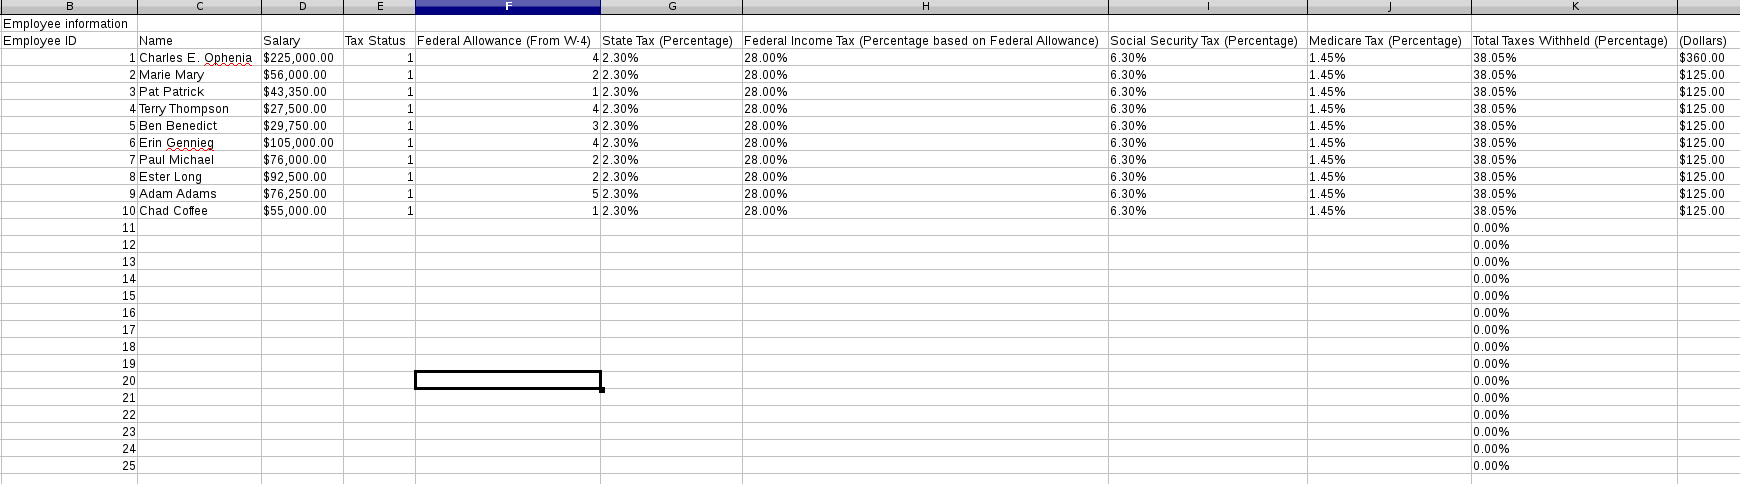 B C D E F G H I J K
Employee information
Employee ID Name Salary Tax Status Federal Allowance (From W-4) State Tax (Percentage) Federal Income Tax (Percentage based on Federal Allowance) Social Security Tax (Percentage) Medicare Tax (Percentage) Total Taxes Withheld (Percentage) (Dollars)
1 Charles E. Ophenia $225,000.00 1 4 2.30% 28.00% 6.30% 1.45% 38.05% $360.00
2 Marie Mary $56,000.00 1 2 2.30% 28.00% 6.30% 1.45% 38.05% $125.00
3 Pat Patrick $43,350.00 1 1 2.30% 28.00% 6.30% 1.45% 38.05% $125.00
4 Terry Thompson $27,500.00 1 4 2.30% 28.00% 6.30% 1.45% 38.05% $125.00
5 Ben Benedict $29,750.00 1 3 2.30% 28.00% 6.30% 1.45% 38.05% $125.00
6 Erin Gennieg $105,000.00 1 4 2.30% 28.00% 6.30% 1.45% 38.05% $125.00
7 Paul Michael $76,000.00 1 2 2.30% 28.00% 6.30% 1.45% 38.05% $125.00
8 Ester Long $92,500.00 1 2 2.30% 28.00% 6.30% 1.45% 38.05% $125.00
9 Adam Adams $76,250.00 1 5 2.30% 28.00% 6.30% 1.45% 38.05% $125.00
10 Chad Coffee $55,000.00 1 1 2.30% 28.00% 6.30% 1.45% 38.05% $125.00
11 0.00%
12 0.00%
13 0.00%
14 0.00%
15 0.00%
16 0.00%
17 0.00%
18 0.00%
19 0.00%
20 0.00%
21 0.00%
22 0.00%
23 0.00%
24 0.00%
25 0.00%